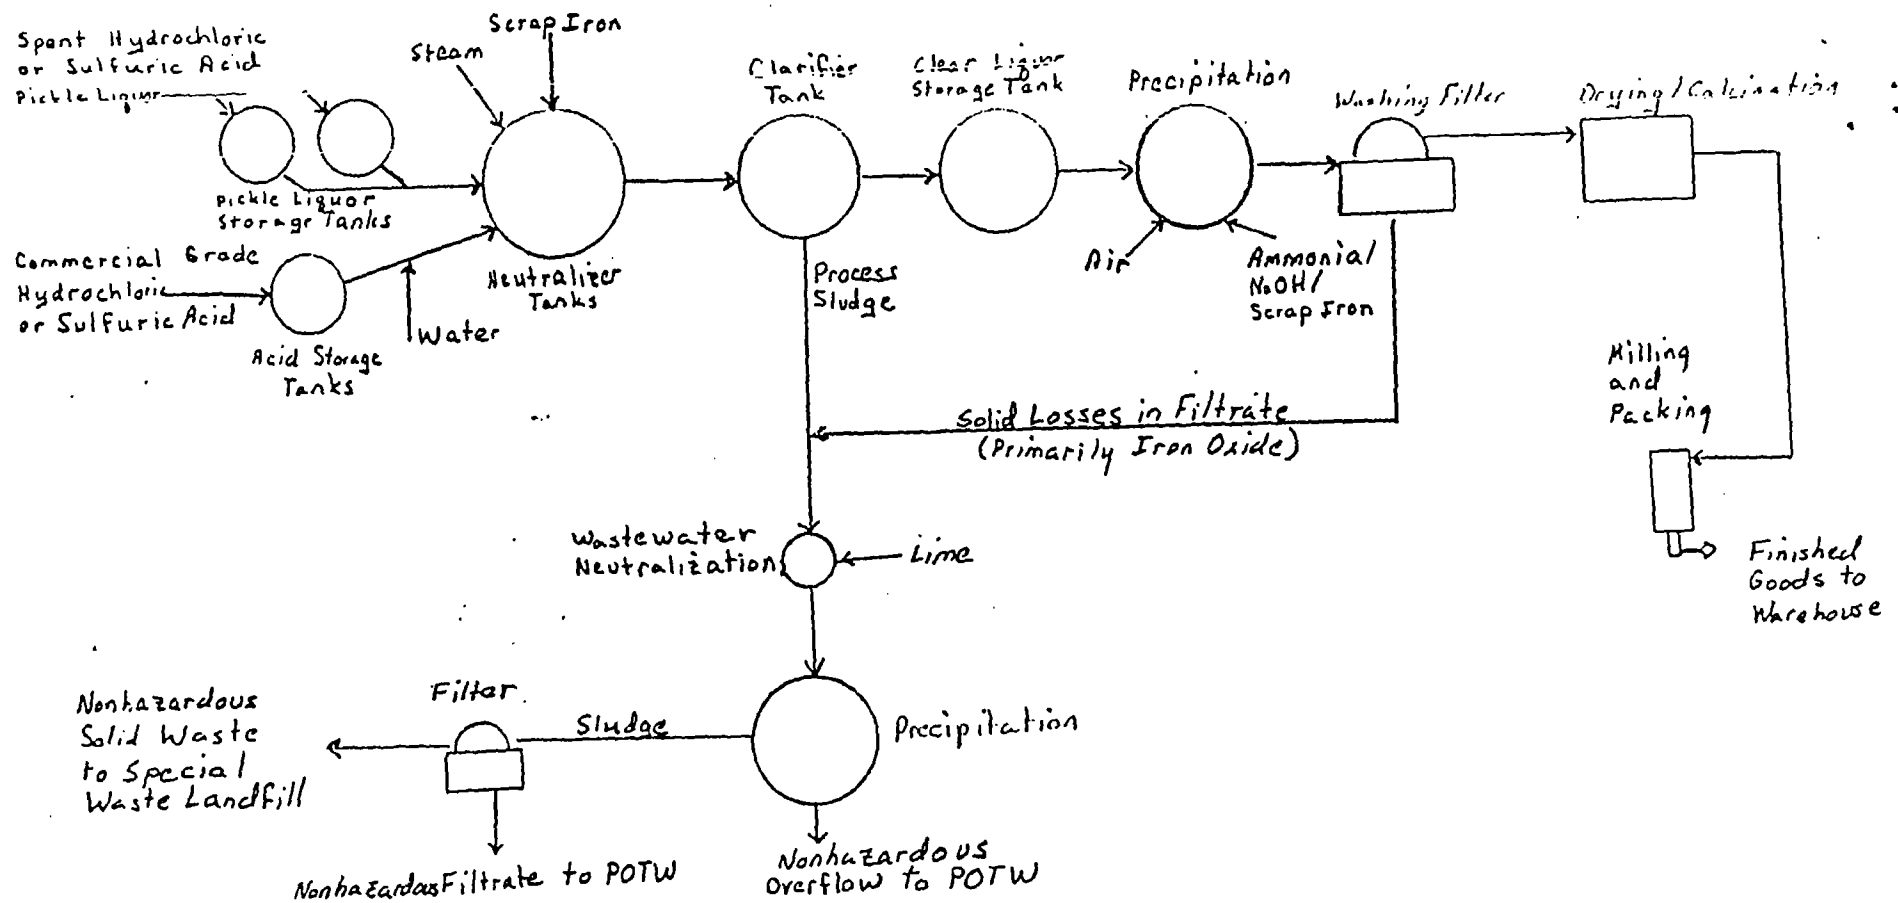 Spent Hydrochloric
or Sulfuric Acid
Pickle Liquor
Pickle Liquor
Storage Tanks
Commercial Grade
Hydrochloric
or Sulfuric Acid
Acid Storage
Tanks
Water
Steam
Scrap Iron
Neutralizer
Tanks
Clarifier
Tank
Process
Sludge
Clear Liquor
Storage Tank
Precipitation
Air
Ammonia/
NaOH/
Scrap Iron
Washing Filter
Drying/Calcination
Milling
and
Packing
Finished
Goods to
Warehouse
Solid Losses in Filtrate
(Primarily Iron Oxide)
Wastewater
Neutralization
Lime
Precipitation
Sludge
Filter
Nonhazardous
Solid Waste
to Special
Waste Landfill
Nonhazardous Filtrate to POTW
Nonhazardous
Overflow to POTW